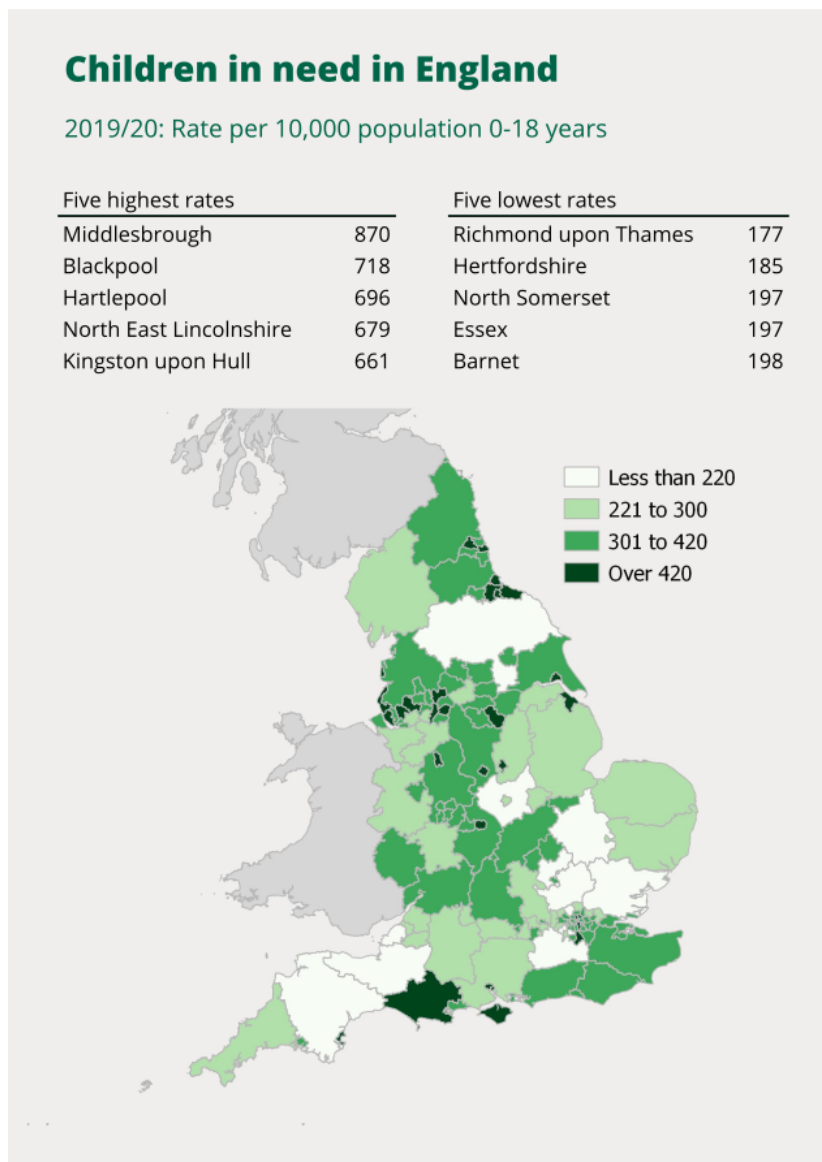 Children in need in England
2019/20: Rate per 10,000 population 0-18 years
Five highest rates
Middlesbrough 870
Blackpool 718
Hartlepool 696
North East Lincolnshire 679
Kingston upon Hull 661
Five lowest rates
Richmond upon Thames 177
Hertfordshire 185
North Somerset 197
Essex 197
Barnet 198
Less than 220
221 to 300
301 to 420
Over 420